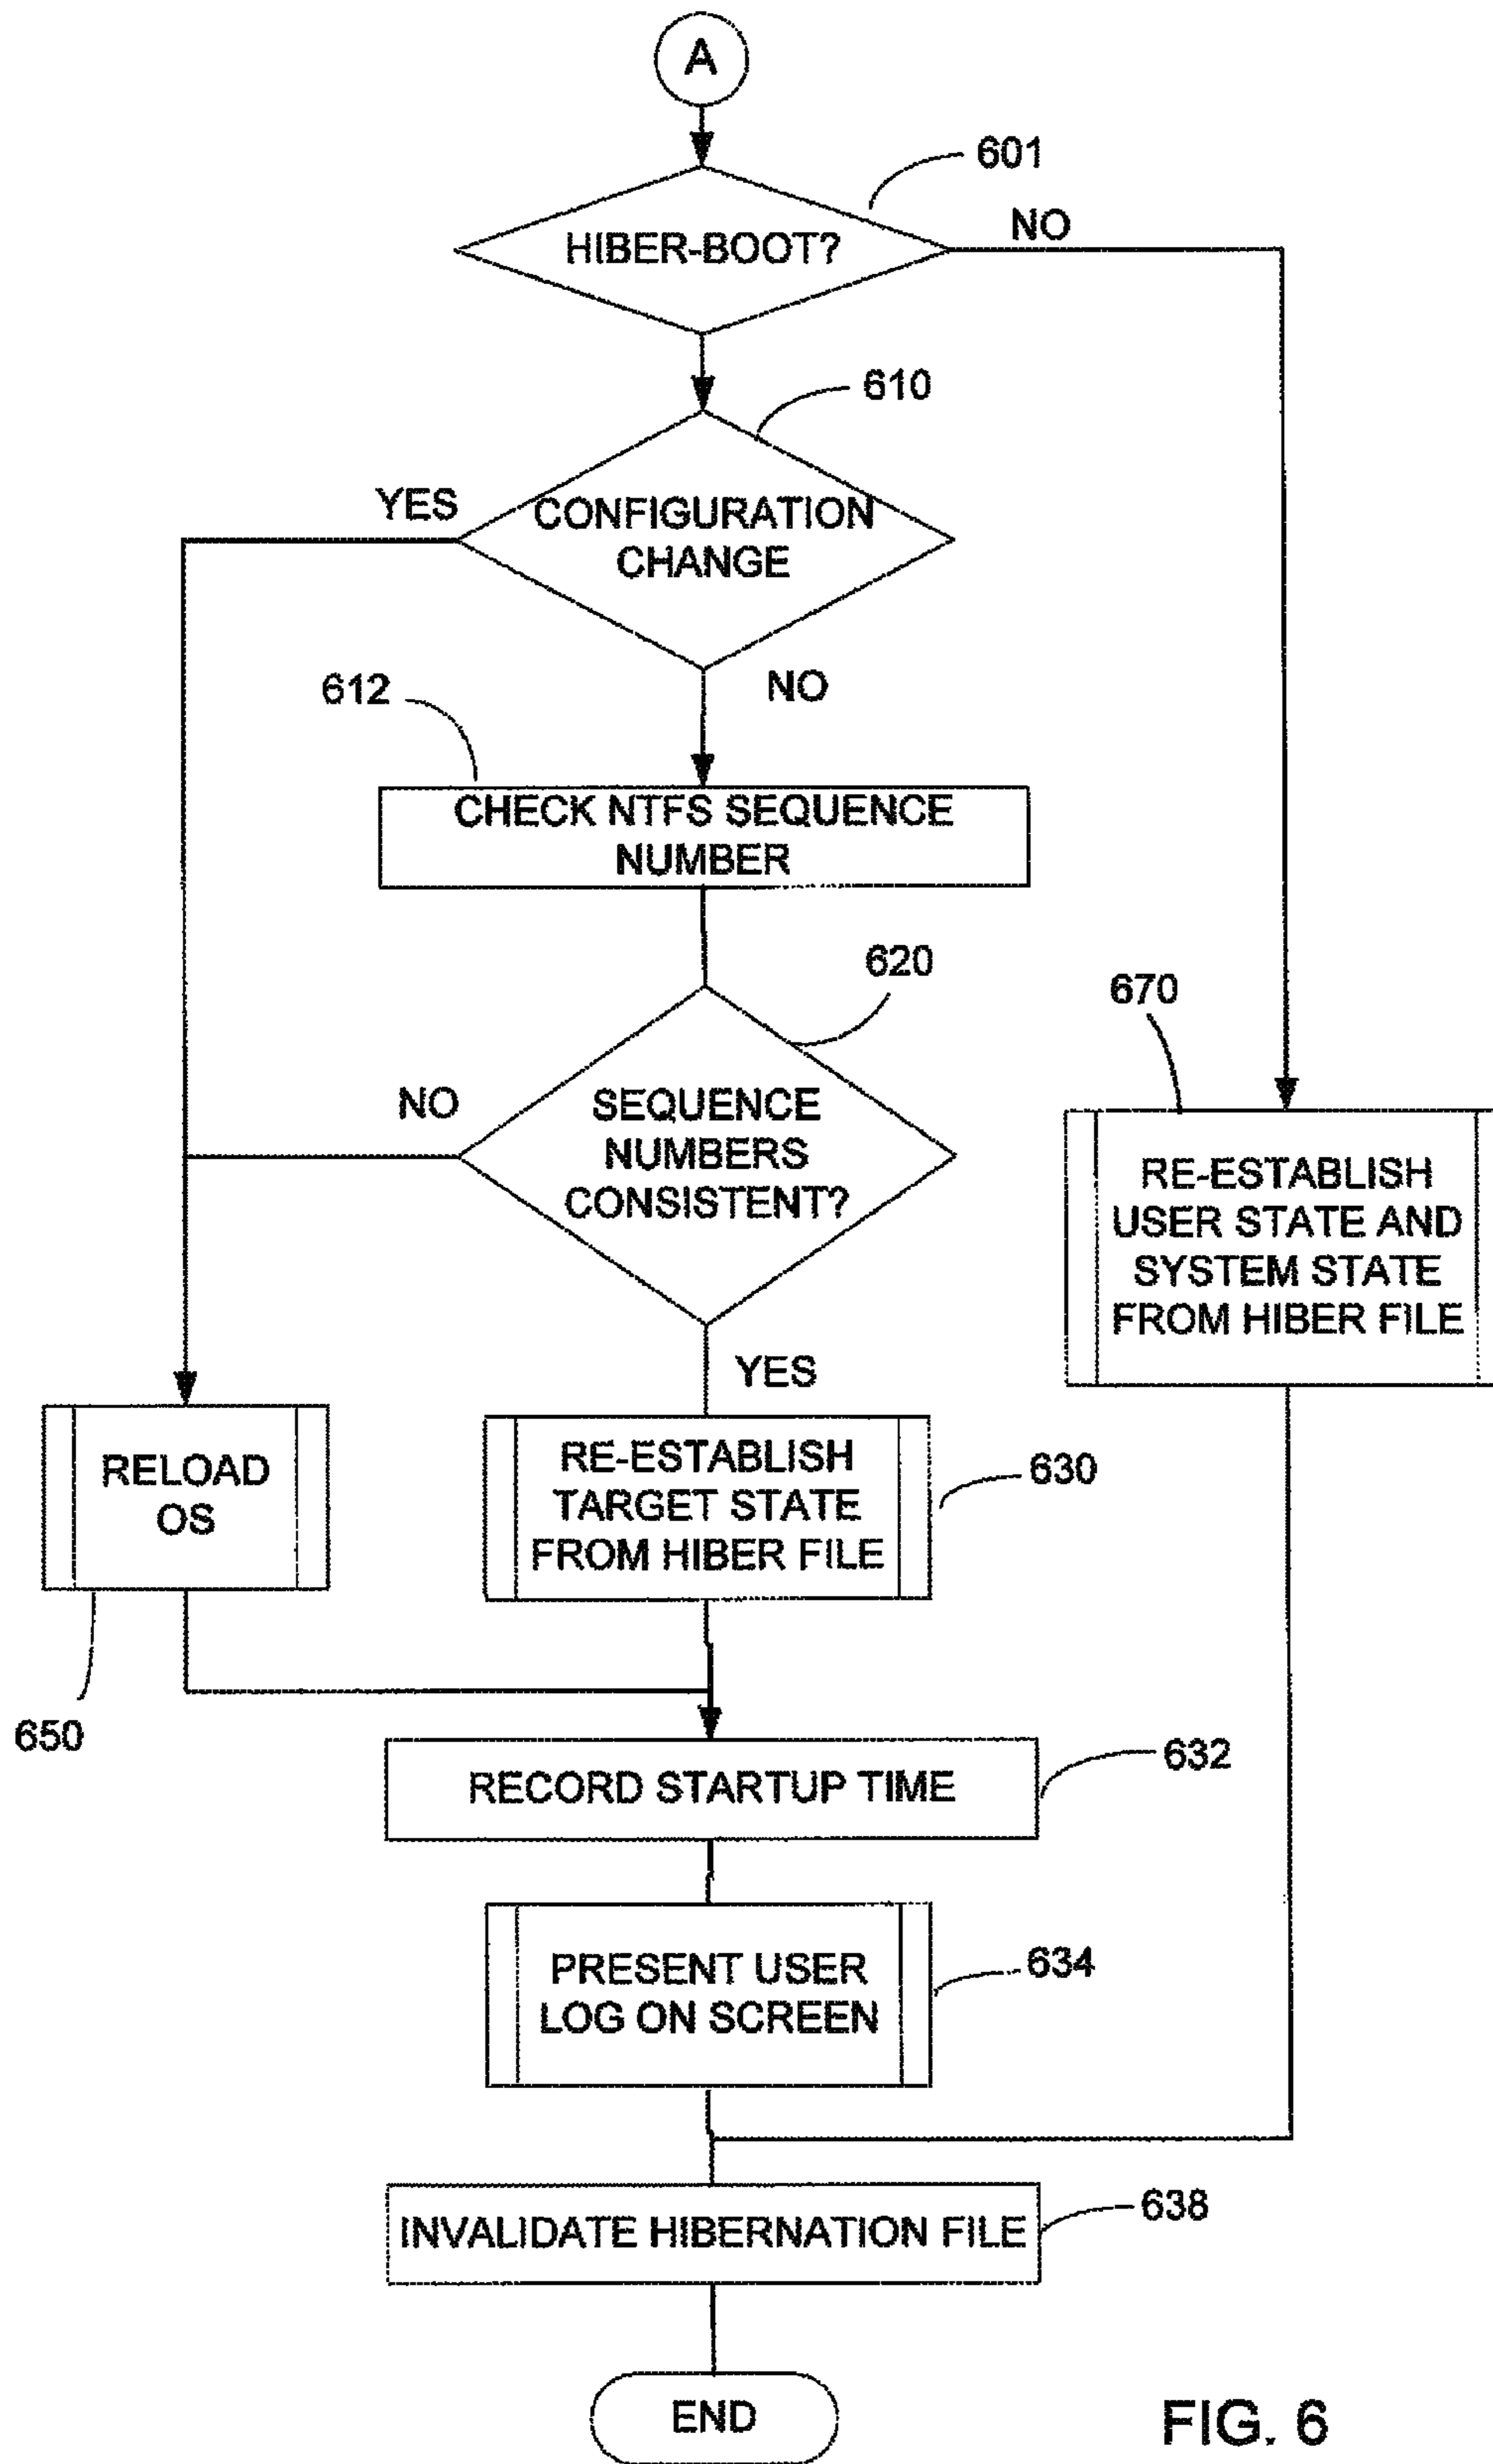 A
601
HIBER-BOOT?
NO
610
YES
CONFIGURATION
CHANGE
NO
612
CHECK NTFS SEQUENCE
NUMBER
620
670
NO
SEQUENCE
NUMBERS
CONSISTENT?
RE-ESTABLISH
USER STATE AND
SYSTEM STATE
FROM HIBER FILE
YES
RELOAD
OS
RE-ESTABLISH
TARGET STATE
FROM HIBER FILE
630
650
632
RECORD STARTUP TIME
PRESENT USER
LOG ON SCREEN
634
INVALIDATE HIBERNATION FILE
638
END
FIG. 6